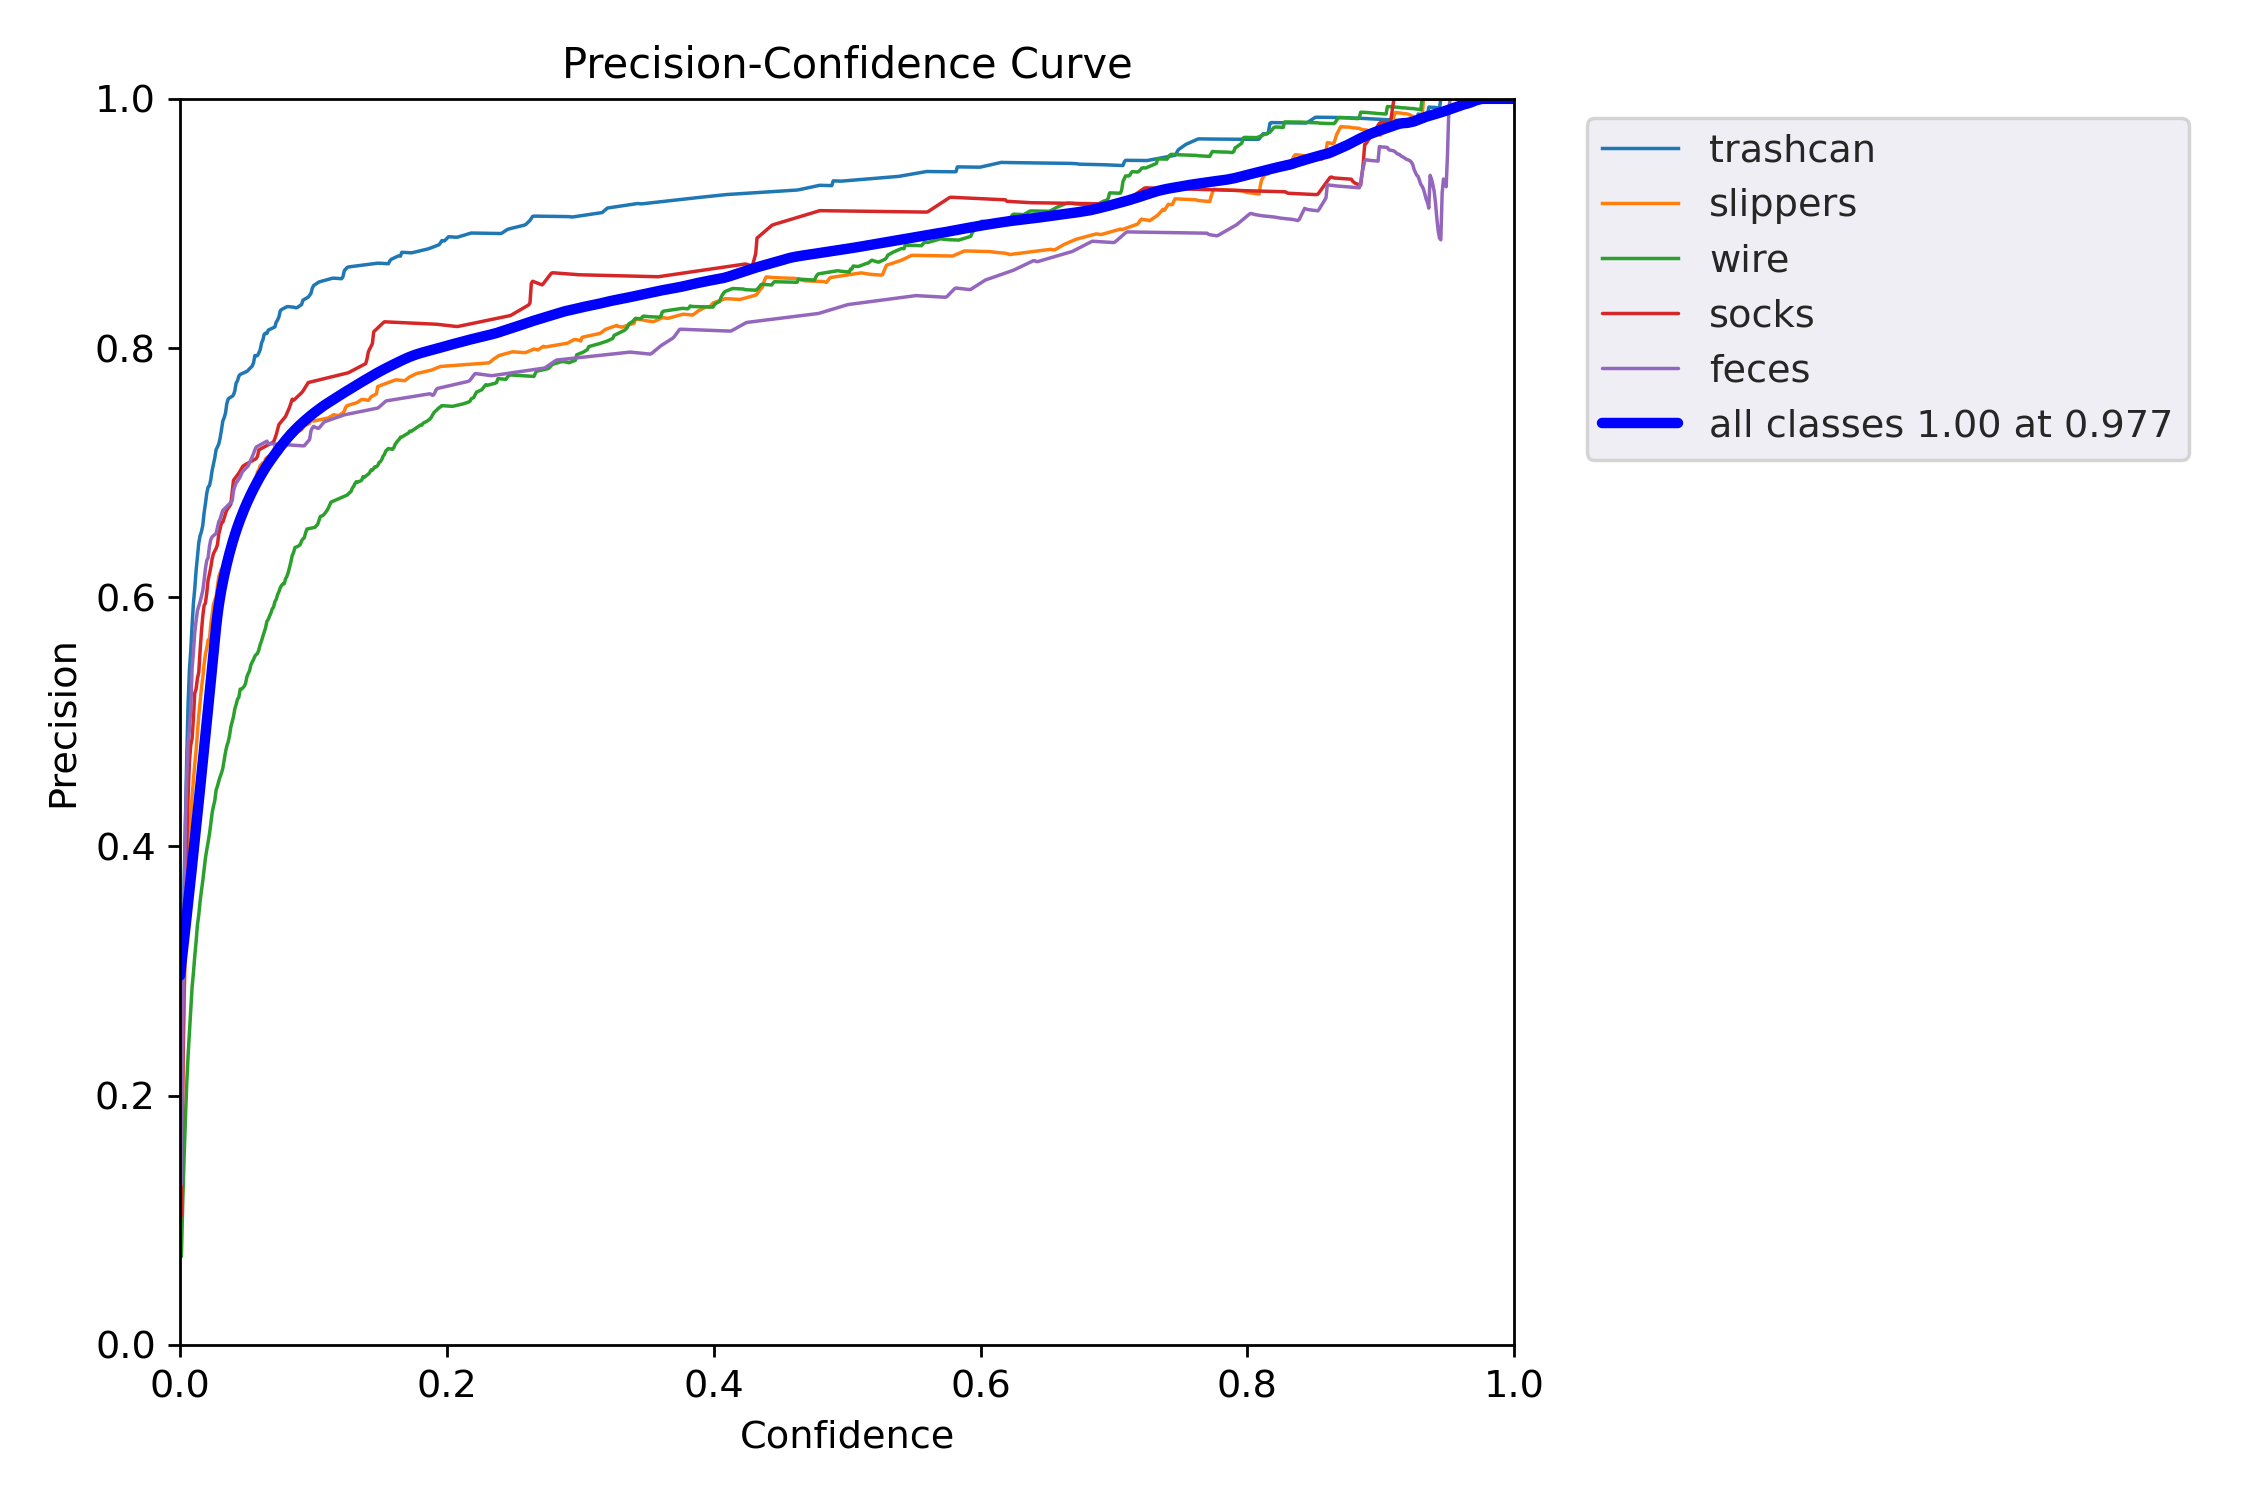 Precision-Confidence Curve
1.0
0.8
0.6
0.4
0.2
0.0
Precision
0.0 0.2 0.4 0.6 0.8 1.0
Confidence
trashcan
slippers
wire
socks
feces
all classes 1.00 at 0.977